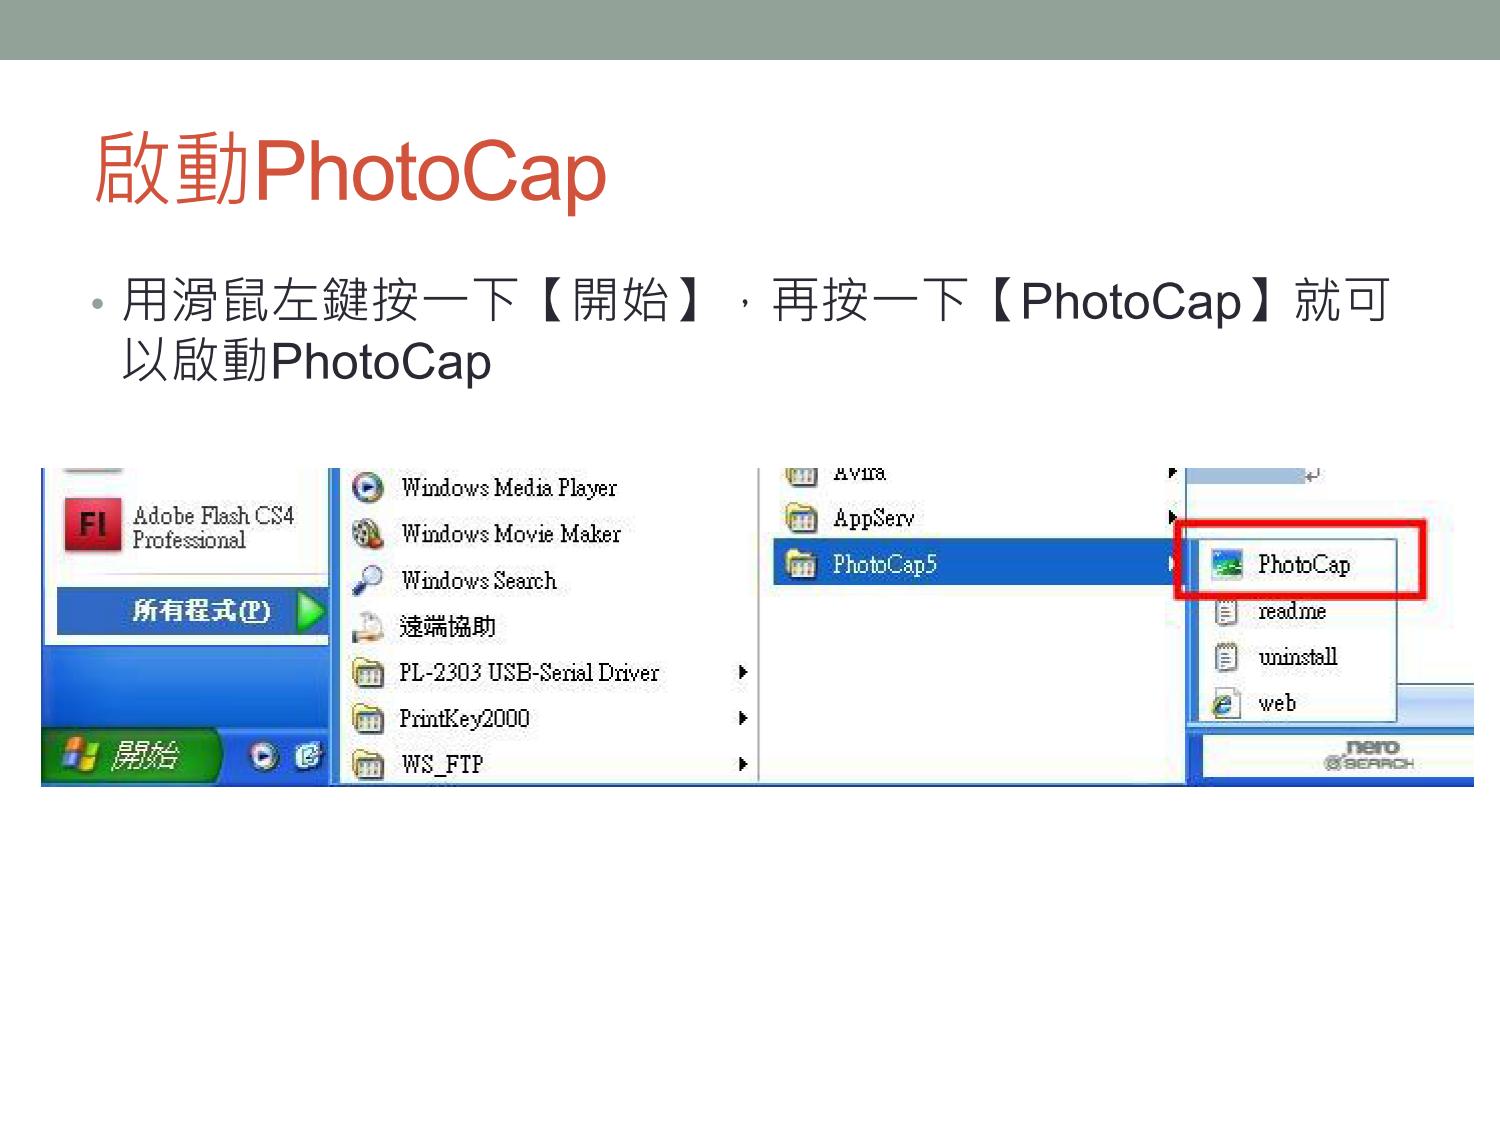 啟動PhotoCap
• 用滑鼠左鍵按一下【開始】，再按一下【PhotoCap】就可
以啟動PhotoCap
Adobe Flash CS4
Professional
所有程式(P)
開始
Windows Media Player
Windows Movie Maker
Windows Search
遠端協助
PL-2303 USB-Serial Driver
PrintKey2000
WS_FTP
Avira
AppServ
PhotoCap5
PhotoCap
readme
uninstall
web
nero
SEARCH